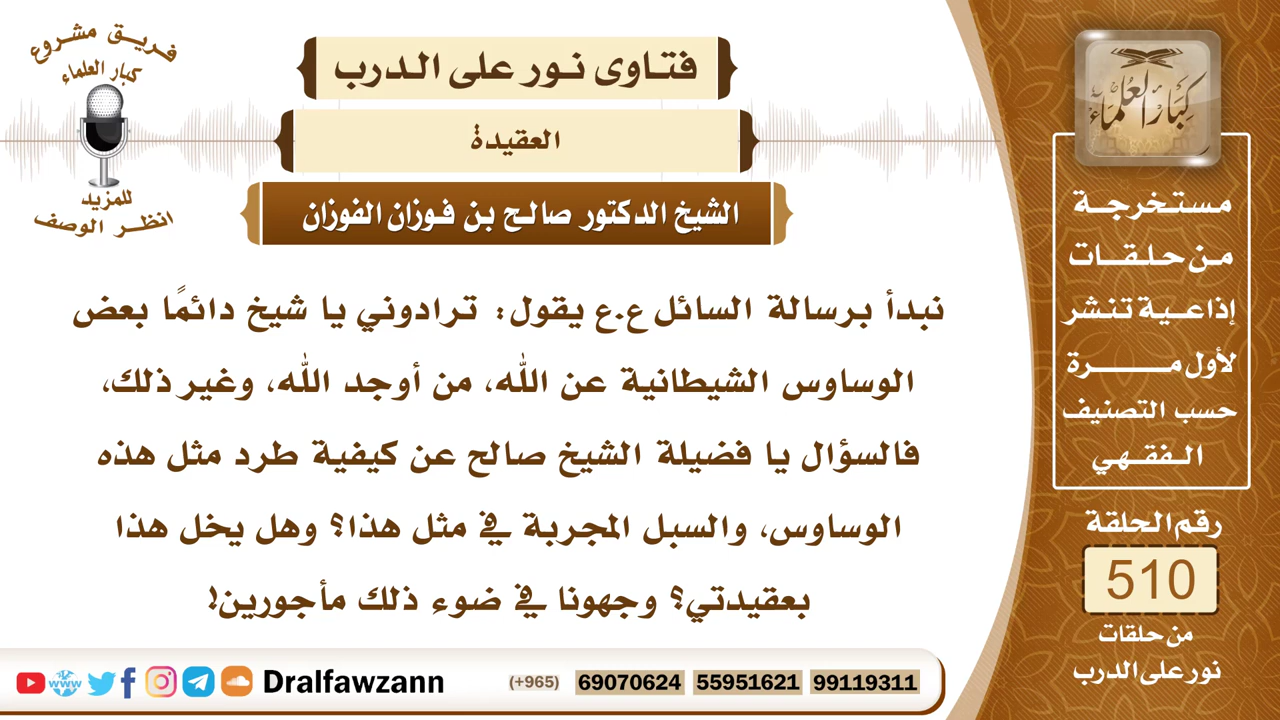 فريق مشروع
كبار العلماء
للمزيد
انظر الوصف
فتاوى نور على الدرب
العقيدة
الشيخ الدكتور صالح بن فوزان الفوزان
نبدأ برسالة السائل ع.ع يقول: ترادوني يا شيخ دائمًا بعض
الوساوس الشيطانية عن الله، من أوجد الله، وغير ذلك،
فالسؤال يا فضيلة الشيخ صالح عن كيفية طرد مثل هذه
الوساوس، والسبل المجربة في مثل هذا؟ وهل يخل هذا
بعقيدتي؟ وجهونا في ضوء ذلك مأجورين!
كِبَارُ العُلَمَاء
مستخرجة
من حلقات
إذاعية تنشر
لأول مرة
حسب التصنيف
الفقهي
رقم الحلقة
510
من حلقات
نور على الدرب
www
Dralfawzann
(+965) 69070624 55951621 99119311